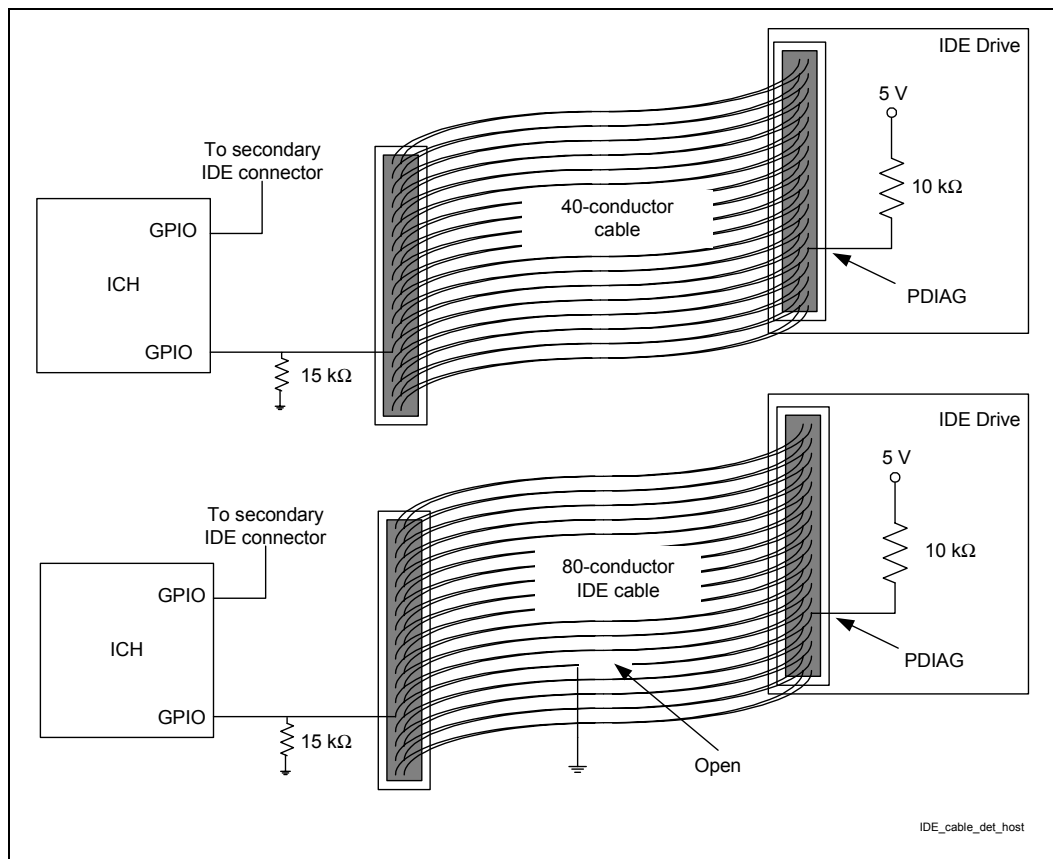 IDE Drive
5 V
To secondary
IDE connector
10 kΩ
40-conductor
cable
GPIO
ICH
PDIAG
GPIO
15 kΩ
IDE Drive
5 V
To secondary
IDE connector
10 kΩ
80-conductor
IDE cable
GPIO
ICH
PDIAG
GPIO
15 kΩ
Open
IDE_cable_det_host